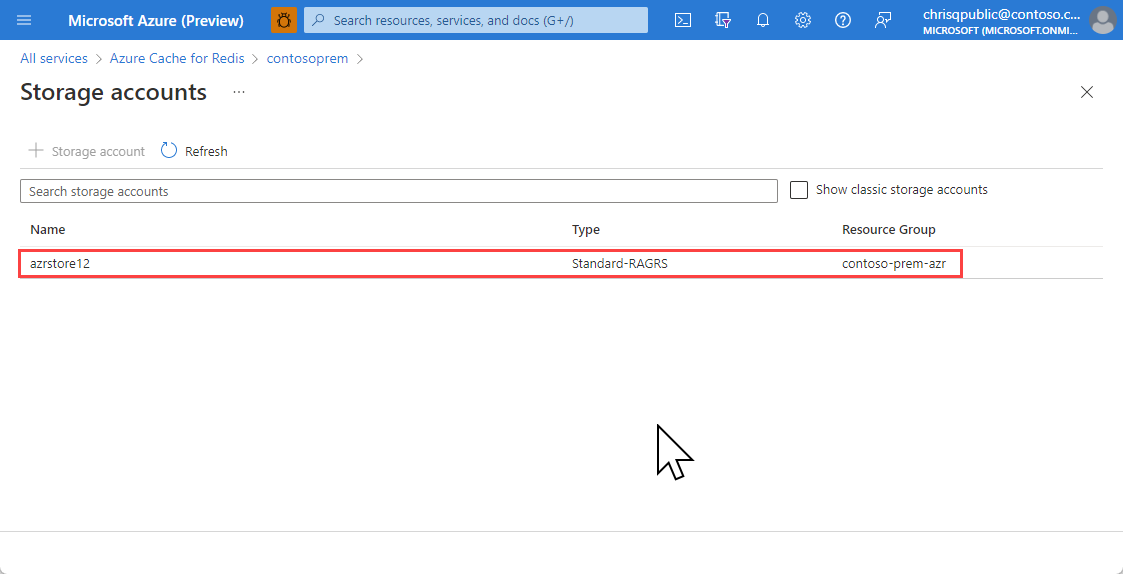 Microsoft Azure (Preview)
Search resources, services, and docs (G+/)
chrisqpublic@contoso.c...
MICROSOFT (MICROSOFT.ONMI...
All services > Azure Cache for Redis > contosoprem >
Storage accounts ...
+ Storage account Refresh
Search storage accounts
Show classic storage accounts
Name Type Resource Group
azrstore12 Standard-RAGRS contoso-prem-azr